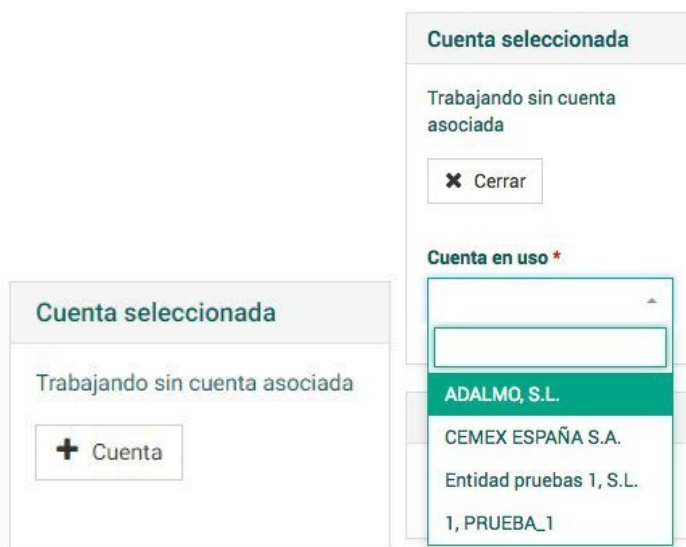 Cuenta seleccionada
Trabajando sin cuenta asociada
Cuenta
Cuenta seleccionada
Trabajando sin cuenta
asociada
Cerrar
Cuenta en uso *
ADALMO, S.L.
CEMEX ESPAÑA S.A.
Entidad pruebas 1, S.L.
1, PRUEBA_1